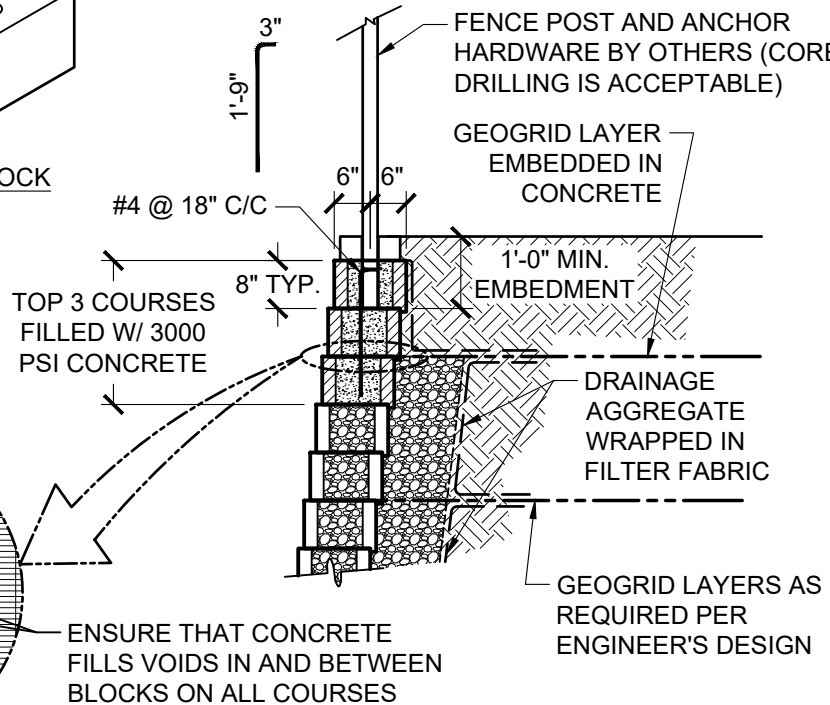 OCK
3"
1'-9"
FENCE POST AND ANCHOR
HARDWARE BY OTHERS (CORE
DRILLING IS ACCEPTABLE)
GEOGRID LAYER
EMBEDDED IN
CONCRETE
#4 @ 18" C/C
6" 6"
8" TYP.
1'-0" MIN.
EMBEDMENT
TOP 3 COURSES
FILLED W/ 3000
PSI CONCRETE
DRAINAGE
AGGREGATE
WRAPPED IN
FILTER FABRIC
GEOGRID LAYERS AS
REQUIRED PER
ENGINEER'S DESIGN
ENSURE THAT CONCRETE
FILLS VOIDS IN AND BETWEEN
BLOCKS ON ALL COURSES